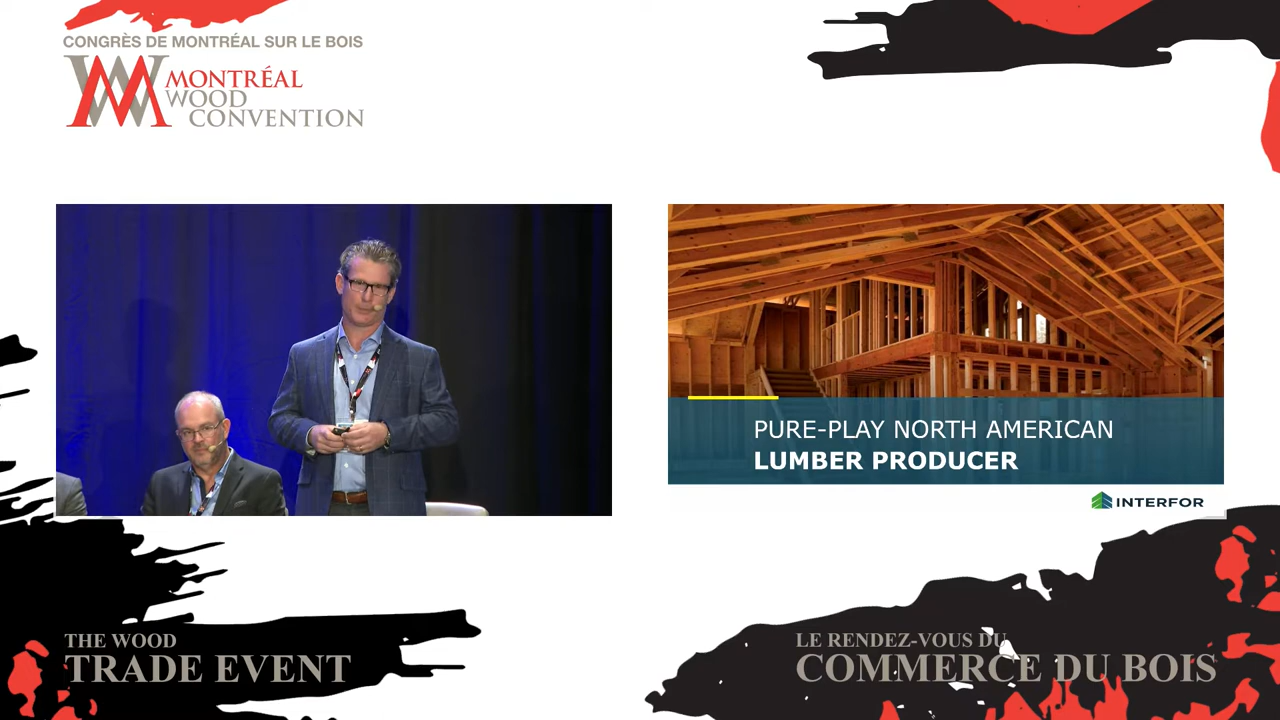 CONGRÈS DE MONTRÉAL SUR LE BOIS
MONTRÉAL
WOOD
CONVENTION
PURE-PLAY NORTH AMERICAN
LUMBER PRODUCER
INTERFOR
THE WOOD
TRADE EVENT
LE RENDEZ-VOUS DU
COMMERCE DU BOIS